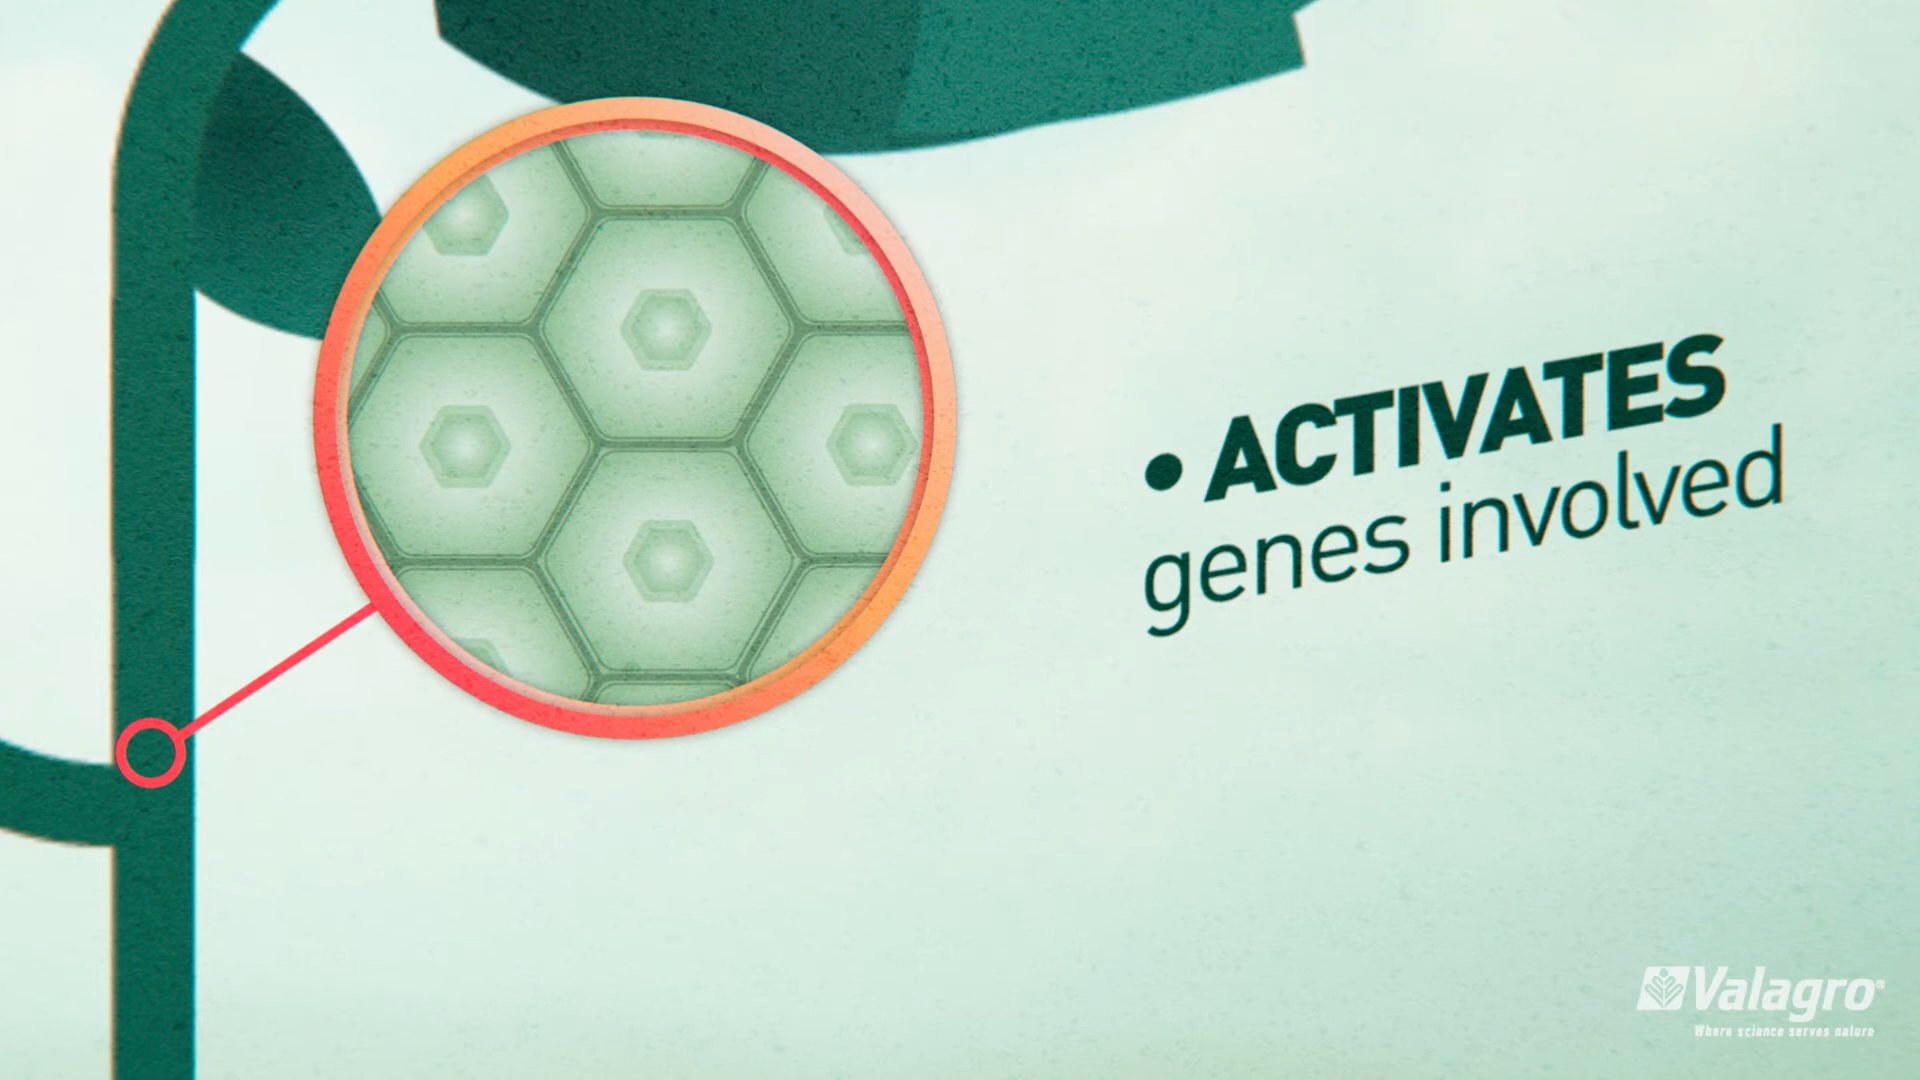 • ACTIVATES
genes involved
Valagro®
Where science serves nature